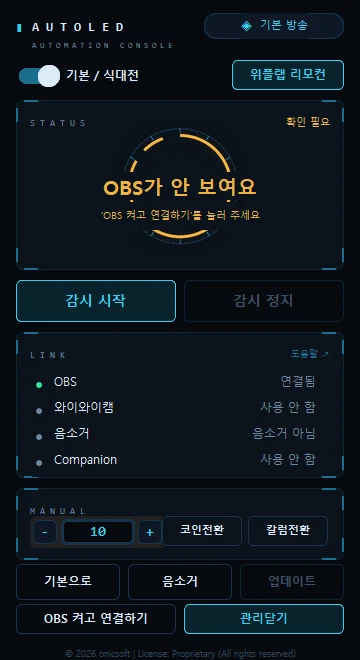 AUTOLED
AUTOMATION CONSOLE
◈ 기본 방송
기본 / 식대전
위플랩 리모컨
STATUS
확인 필요
OBS가 안 보여요
'OBS 켜고 연결하기'를 눌러 주세요
감시 시작
감시 정지
LINK
도움말 ↗
OBS 연결됨
와이와이캠 사용 안 함
음소거 음소거 아님
Companion 사용 안 함
MANUAL
- 10 + 코인전환 칼럼전환
기본으로 음소거 업데이트
OBS 켜고 연결하기 관리닫기
© 2026 onicsoft | License: Proprietary (All rights reserved)